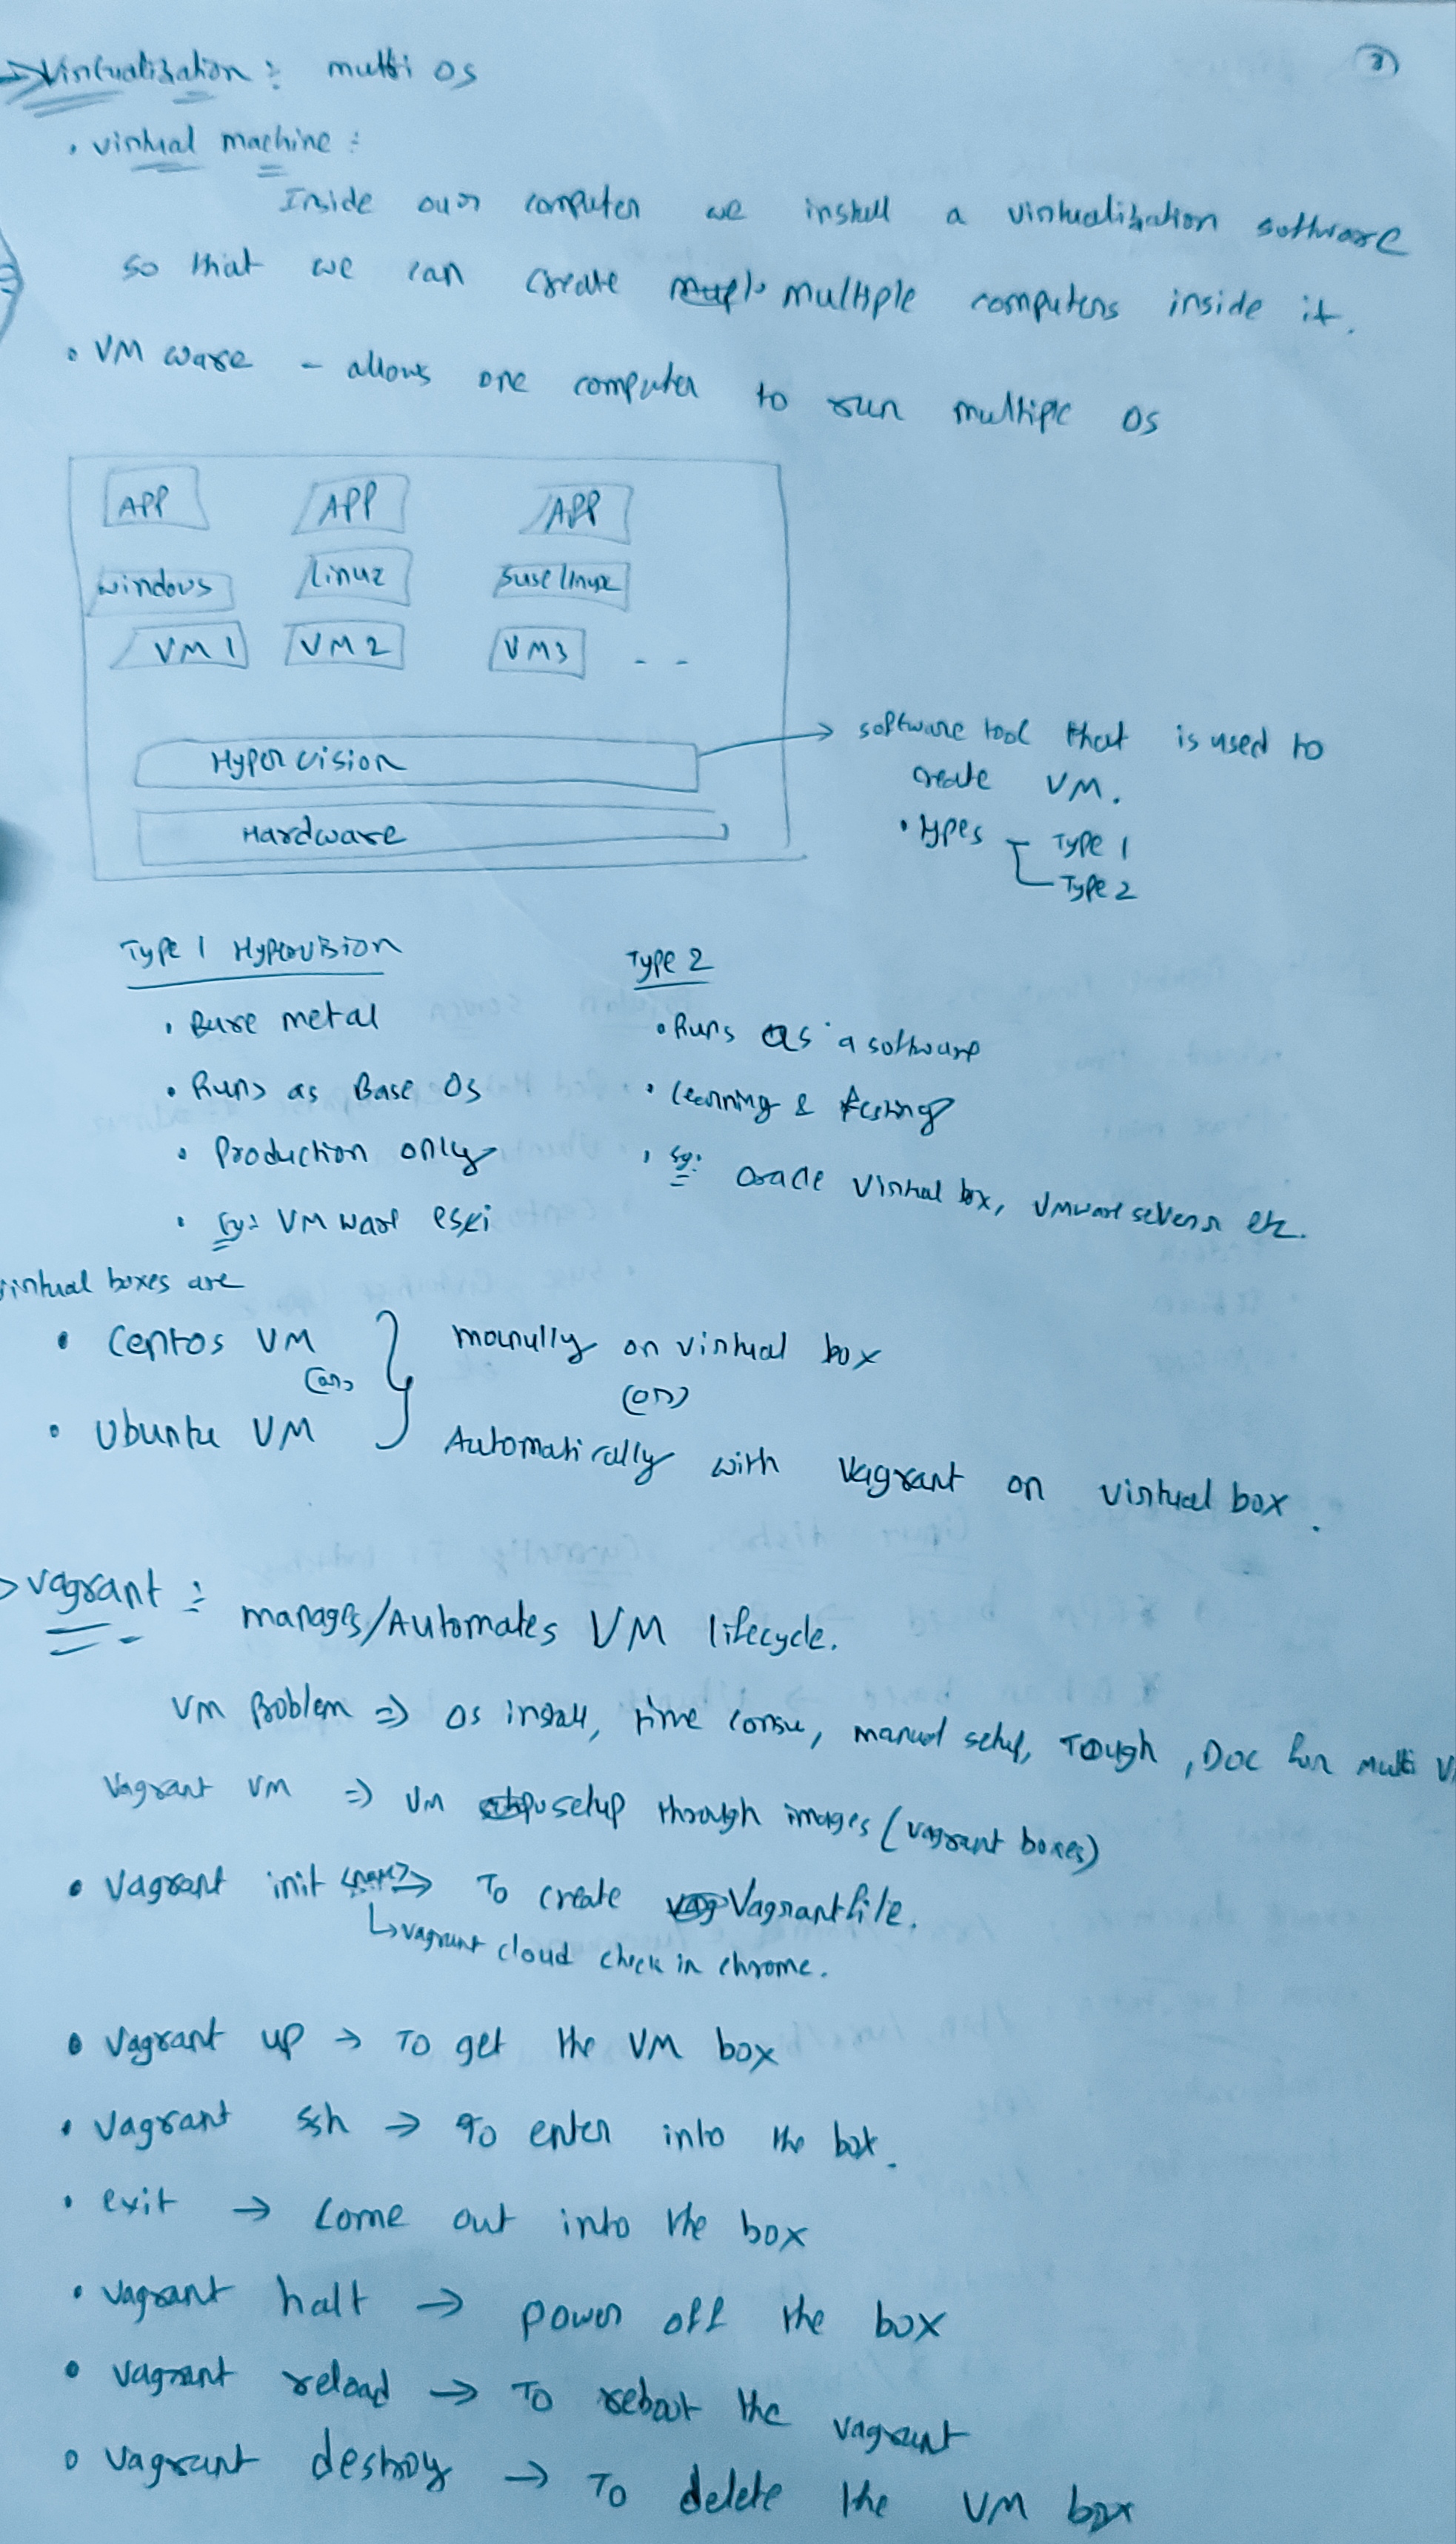 ③
→ Virtualization : multi OS
• virtual machine :
Inside our computer we install a virtualization software
so that we can create multiple computers inside it.
• VM ware – allows one computer to run multiple OS
APP APP APP
windows linux suse linux
VM 1 VM 2 VM3 - -
Hyper vision → software tool that is used to
create VM.
Hardware
• types Type 1
Type 2
Type 1 Hypervision
• Bare metal
• Runs as Base OS
• Production only
• Eg: VM ware esxi
Type 2
• Runs as a software
• Learning & testing
• Eg: Oracle Virtual box, VMware server etc.
virtual boxes are
• Centos VM
(or)
• Ubuntu VM
manully on virtual box
(or)
Automatically with Vagrant on virtual box.
→ vagrant : manages/Automates VM lifecycle.
VM Problem ⇒ OS install, time consu, manual setup, Tough, Doc for multi V
Vagrant VM ⇒ VM setup through images (vagrant boxes)
• Vagrant init <name> → To create Vagrantfile.
↳ vagrant cloud check in chrome.
• Vagrant up → To get the VM box
• Vagrant ssh → To enter into the box.
• exit → come out into the box
• vagrant halt → power off the box
• vagrant reload → To reboot the vagrant
• vagrant destroy → To delete the VM box